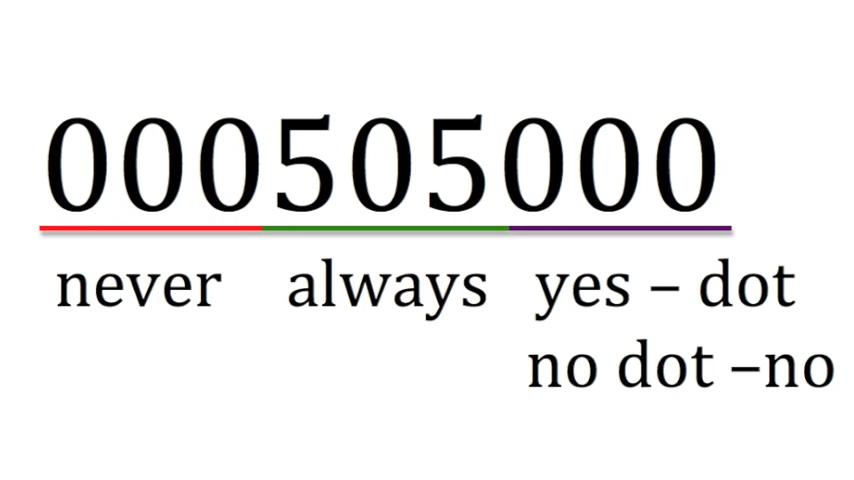 000505000
never always yes – dot
no dot –no